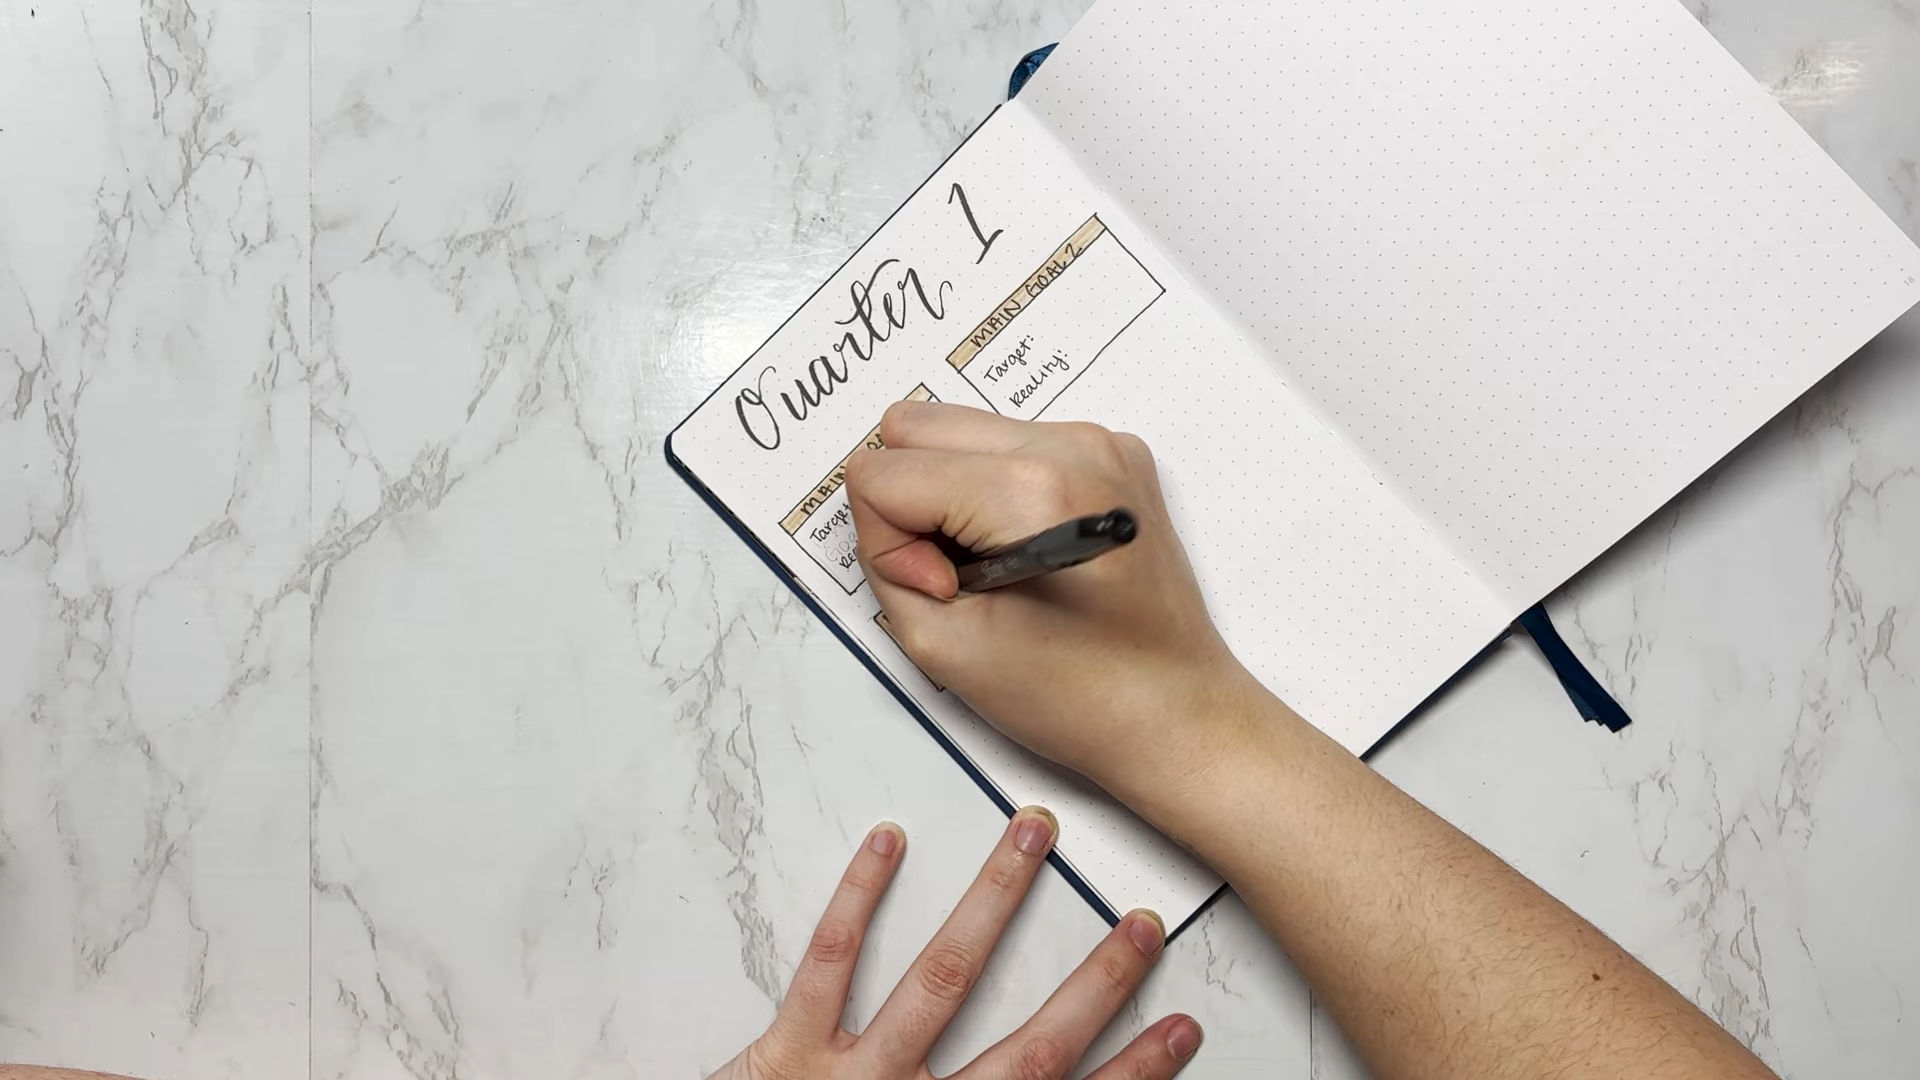 Quarter 1
MAIN
Target
MAIN GOAL 2
Target:
Reality: